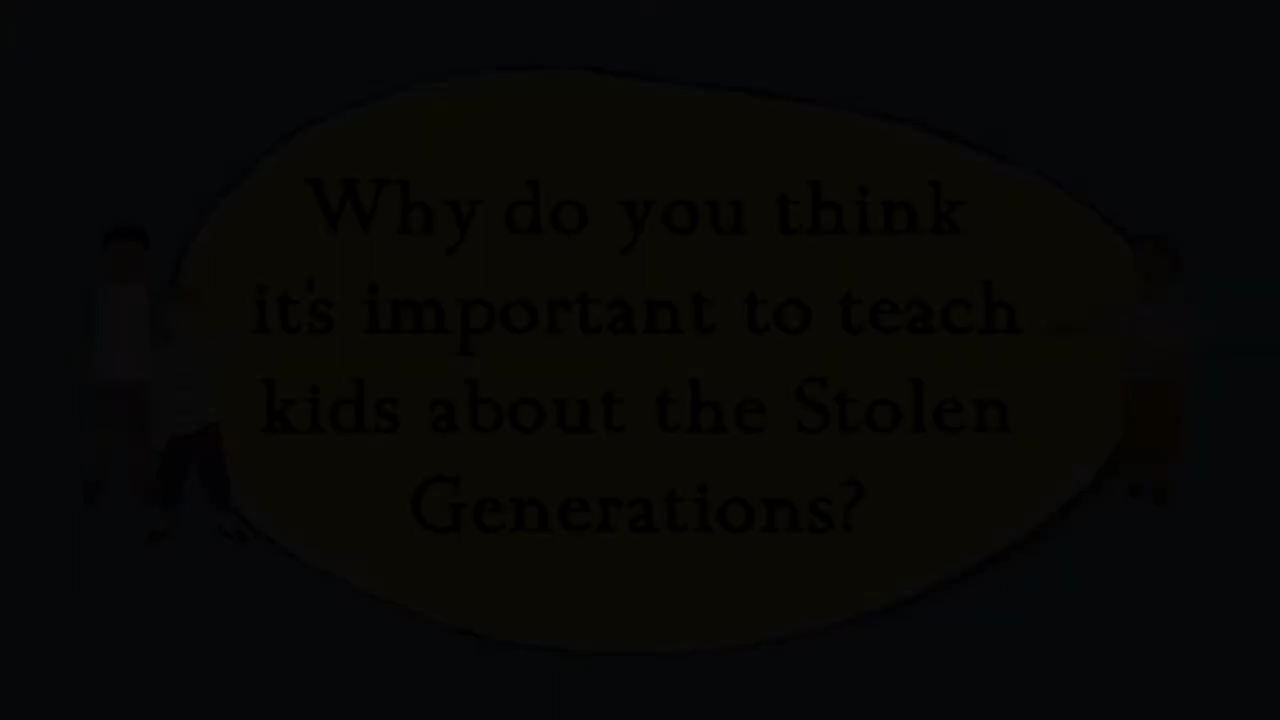 Why do you think
it's important to teach
kids about the Stolen
Generations?